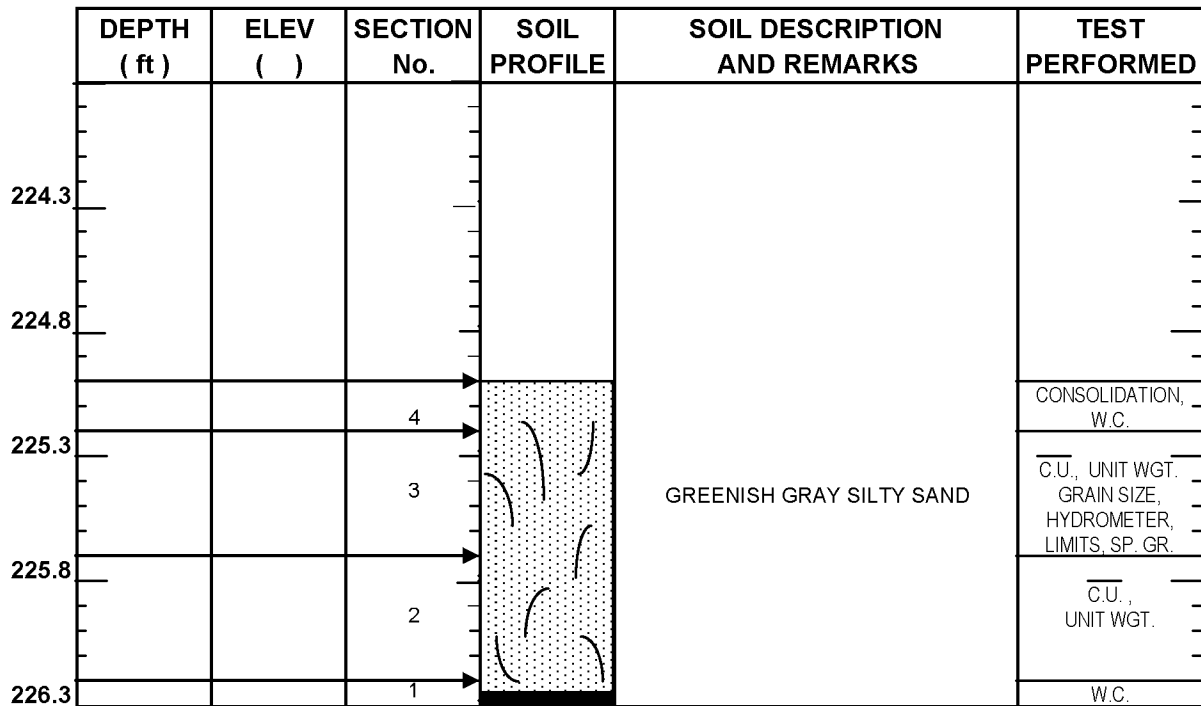 DEPTH ELEV SECTION SOIL SOIL DESCRIPTION TEST
( ft ) ( ) No. PROFILE AND REMARKS PERFORMED
224.3
224.8
4
CONSOLIDATION,
W.C.
225.3
3
GREENISH GRAY SILTY SAND
C.U., UNIT WGT.
GRAIN SIZE,
HYDROMETER,
LIMITS, SP. GR.
225.8
2
C.U. ,
UNIT WGT.
226.3
1
W.C.